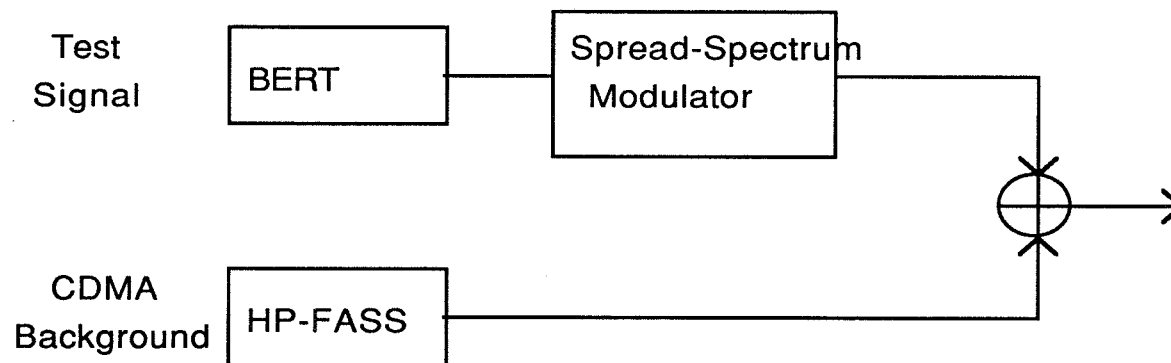 Test
Signal
BERT
Spread-Spectrum
Modulator
CDMA
Background
HP-FASS